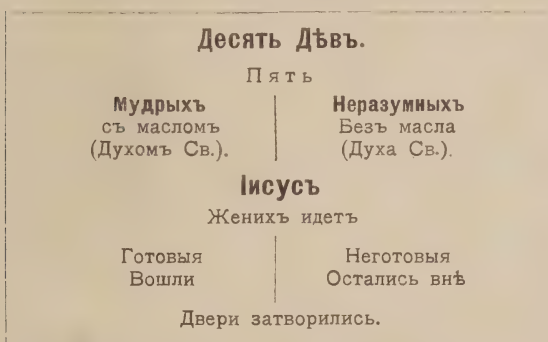 Десять Дѣвъ.
Пять
Мудрыхъ Неразумныхъ
съ масломъ Безъ масла
(Духомъ Св.). (Духа Св.).
Іисусъ
Женихъ идетъ
Готовыя Неготовыя
Вошли Остались внѣ
Двери затворились.